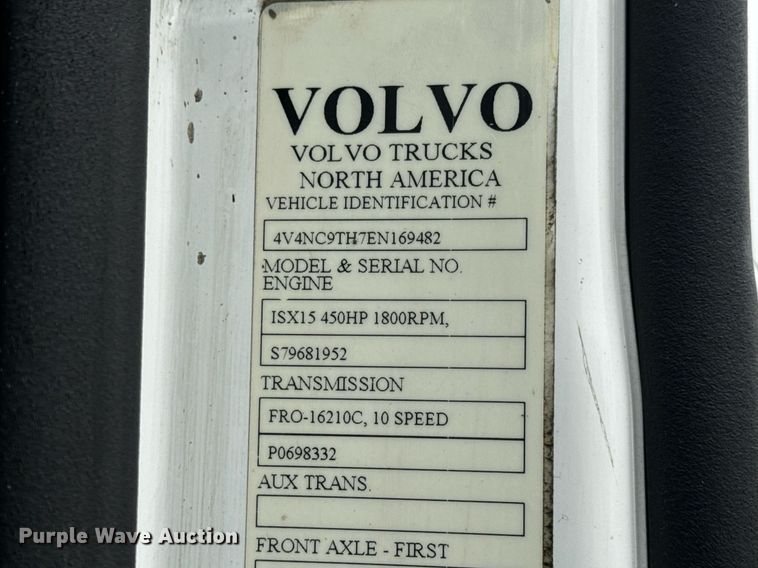 VOLVO
VOLVO TRUCKS
NORTH AMERICA
VEHICLE IDENTIFICATION #
4V4NC9TH7EN169482
MODEL & SERIAL NO.
ENGINE
ISX15 450HP 1800RPM,
S79681952
TRANSMISSION
FRO-16210C, 10 SPEED
P0698332
AUX TRANS.
FRONT AXLE - FIRST
Purple Wave Auction